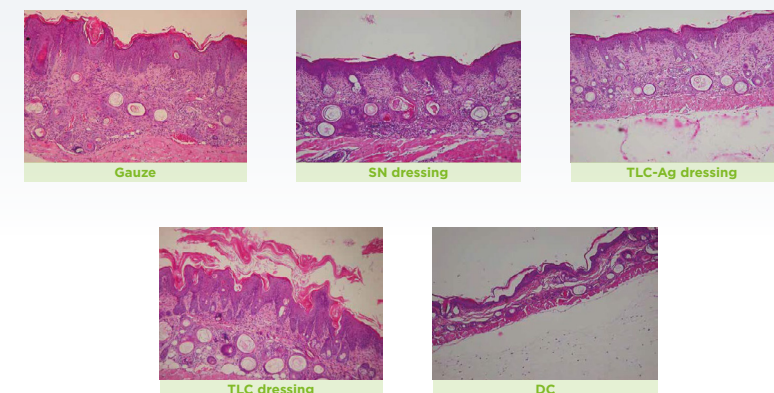 Gauze
SN dressing
TLC-Ag dressing
TLC dressing
DC